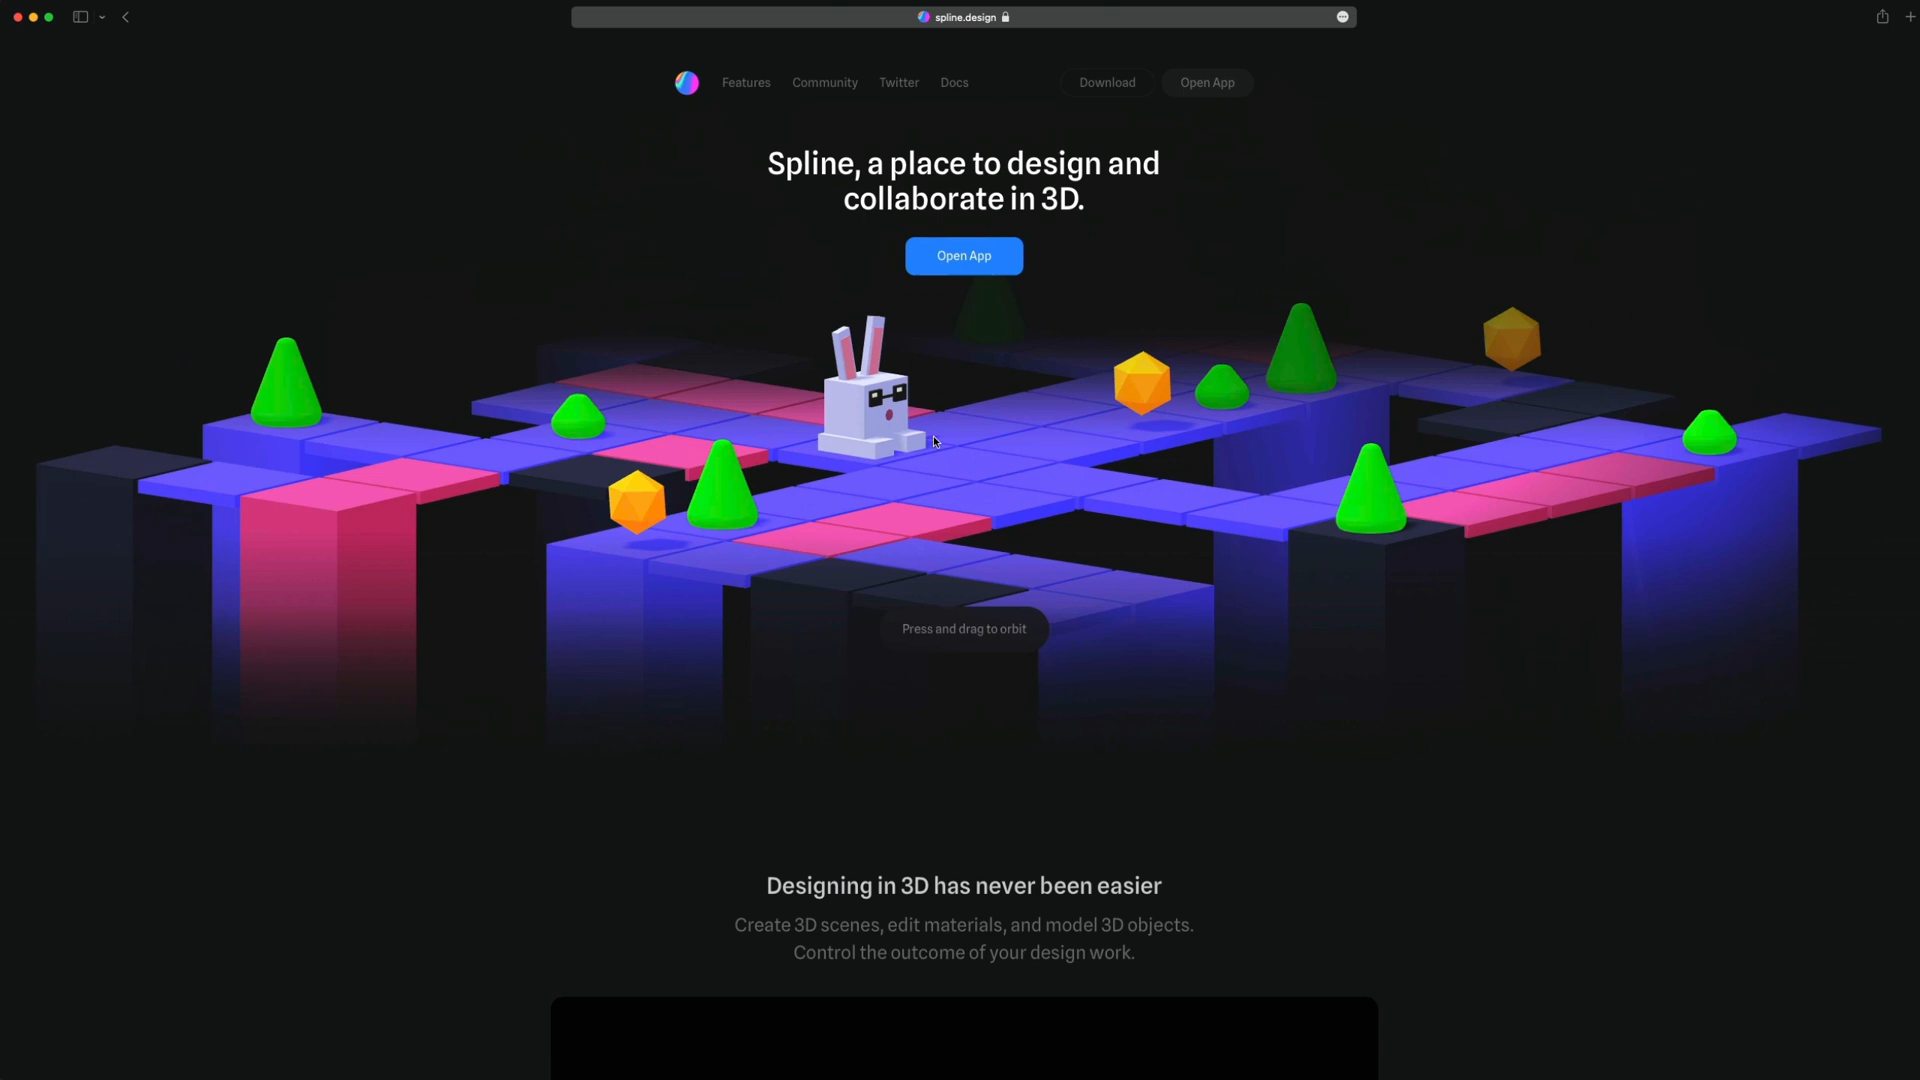 spline.design
Features Community Twitter Docs Download Open App
Spline, a place to design and
collaborate in 3D.
Open App
Press and drag to orbit
Designing in 3D has never been easier
Create 3D scenes, edit materials, and model 3D objects.
Control the outcome of your design work.